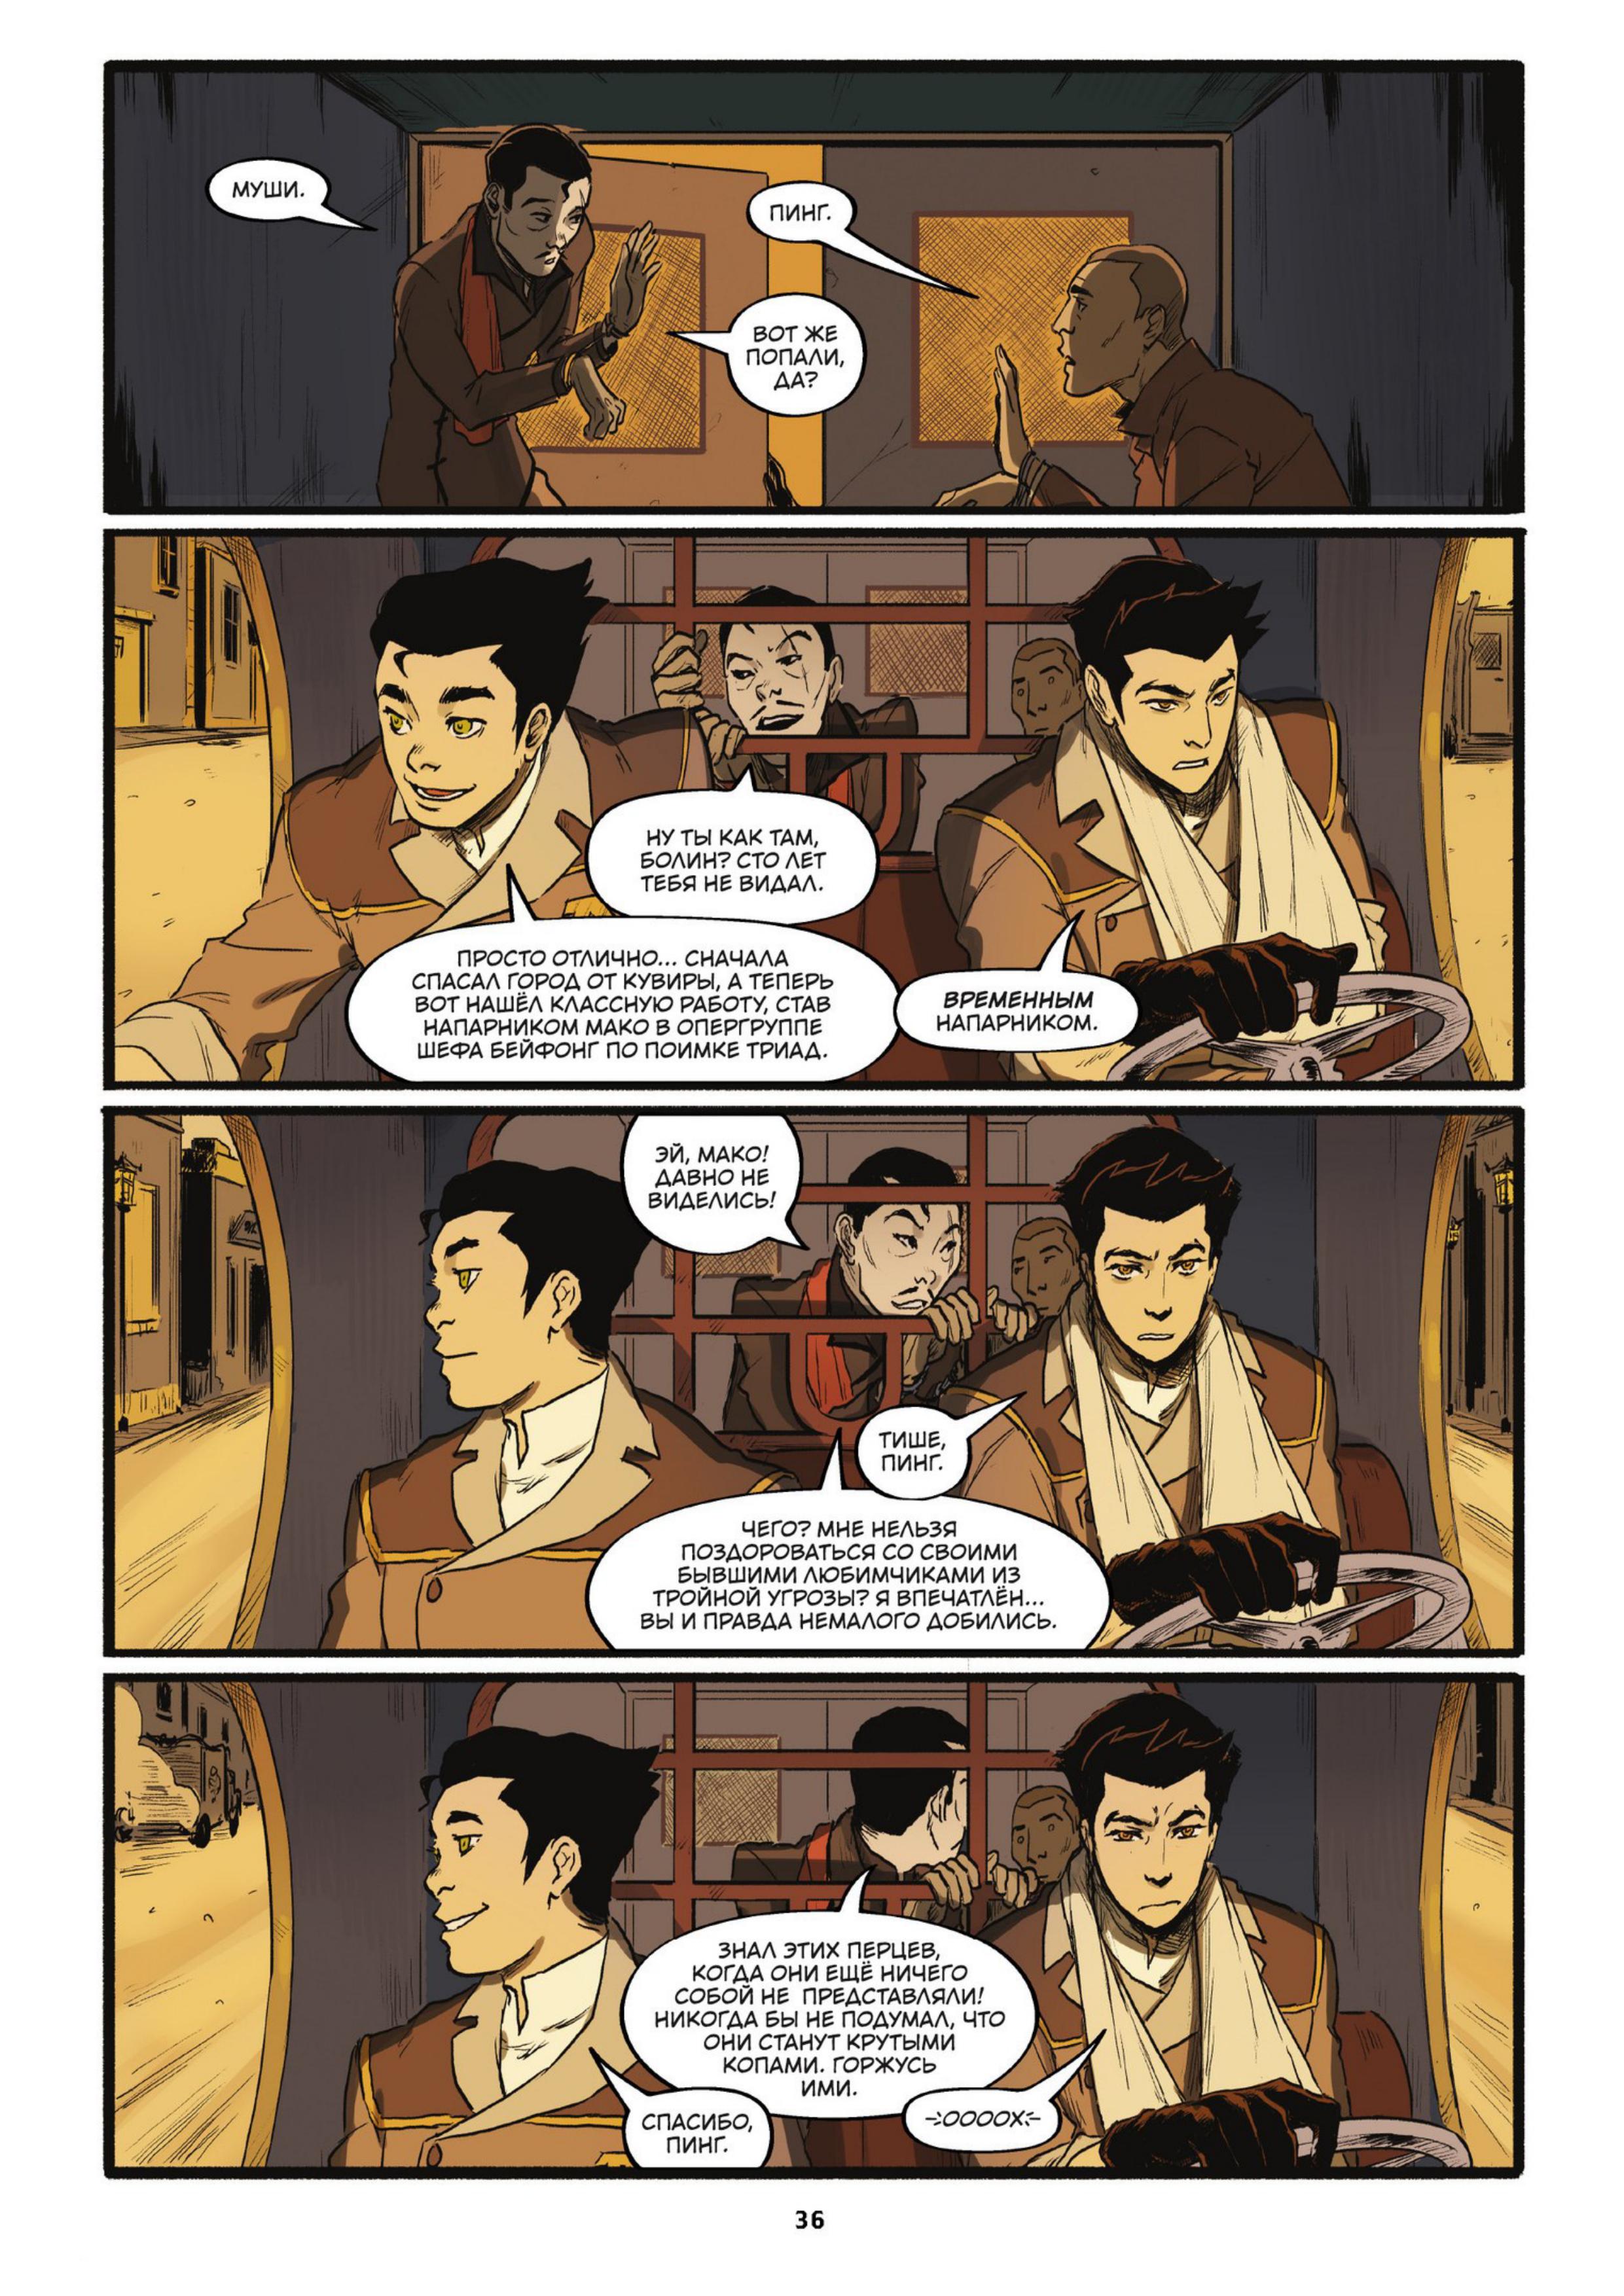 МУШИ.
ПИНГ.
ВОТ ЖЕ
ПОПАЛИ,
ДА?
НУ ТЫ КАК ТАМ,
БОЛИН? СТО ЛЕТ
ТЕБЯ НЕ ВИДАЛ.
ПРОСТО ОТЛИЧНО... СНАЧАЛА
СПАСАЛ ГОРОД ОТ КУВИРЫ, А ТЕПЕРЬ
ВОТ НАШЁЛ КЛАССНУЮ РАБОТУ, СТАВ
НАПАРНИКОМ МАКО В ОПЕРГРУППЕ
ШЕФА БЕЙФОНГ ПО ПОИМКЕ ТРИАД.
ВРЕМЕННЫМ
НАПАРНИКОМ.
ЭЙ, МАКО!
ДАВНО НЕ
ВИДЕЛИСЬ!
ТИШЕ,
ПИНГ.
ЧЕГО? МНЕ НЕЛЬЗЯ
ПОЗДОРОВАТЬСЯ СО СВОИМИ
БЫВШИМИ ЛЮБИМЧИКАМИ ИЗ
ТРОЙНОЙ УГРОЗЫ? Я ВПЕЧАТЛЁН...
ВЫ И ПРАВДА НЕМАЛОГО ДОБИЛИСЬ.
ЗНАЛ ЭТИХ ПЕРЦЕВ,
КОГДА ОНИ ЕЩЁ НИЧЕГО
СОБОЙ НЕ ПРЕДСТАВЛЯЛИ!
НИКОГДА БЫ НЕ ПОДУМАЛ, ЧТО
ОНИ СТАНУТ КРУТЫМИ
КОПАМИ. ГОРЖУСЬ
ИМИ.
СПАСИБО,
ПИНГ.
-ОООOХ-
36